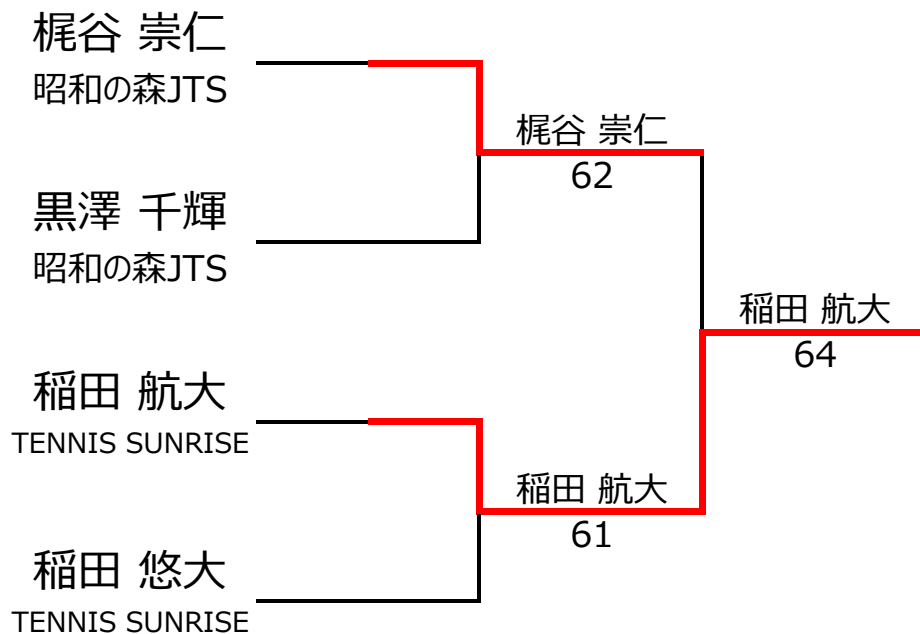 梶谷 崇仁
昭和の森JTS
梶谷 崇仁
62
黒澤 千輝
昭和の森JTS
稲田 航大
64
稲田 航大
TENNIS SUNRISE
稲田 航大
61
稲田 悠大
TENNIS SUNRISE